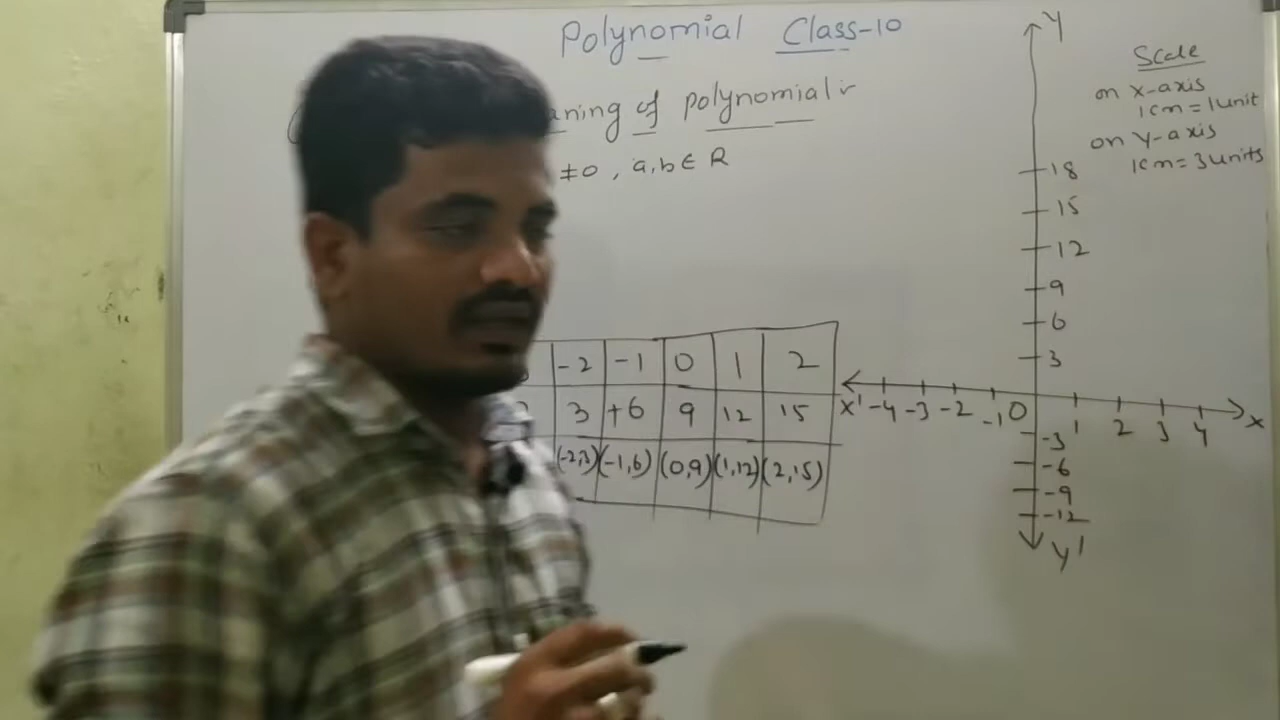 Polynomial Class-10
of polynomial :-
≠0 , a,b ∈ R
Scale
on x-axis
1cm = 1unit
on y-axis
1cm = 3units
-2 -1 0 1 2
3 +6 9 12 15
(-2,3) (-1,6) (0,9) (1,12) (2,15)
Y
18
15
12
9
6
3
X' -4 -3 -2 -1 0 1 2 3 4 X
-3
-6
-9
-12
Y'